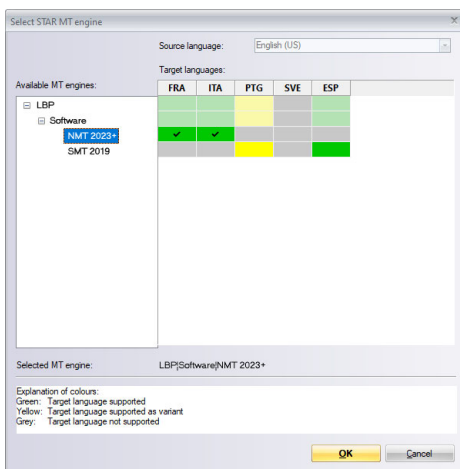 Select STAR MT engine
Source language: English (US)
Target languages:
Available MT engines:
FRA ITA PTG SVE ESP
LBP
Software
NMT 2023+
SMT 2019
Selected MT engine: LBP|Software|NMT 2023+
Explanation of colours:
Green: Target language supported
Yellow: Target language supported as variant
Grey: Target language not supported
OK Cancel